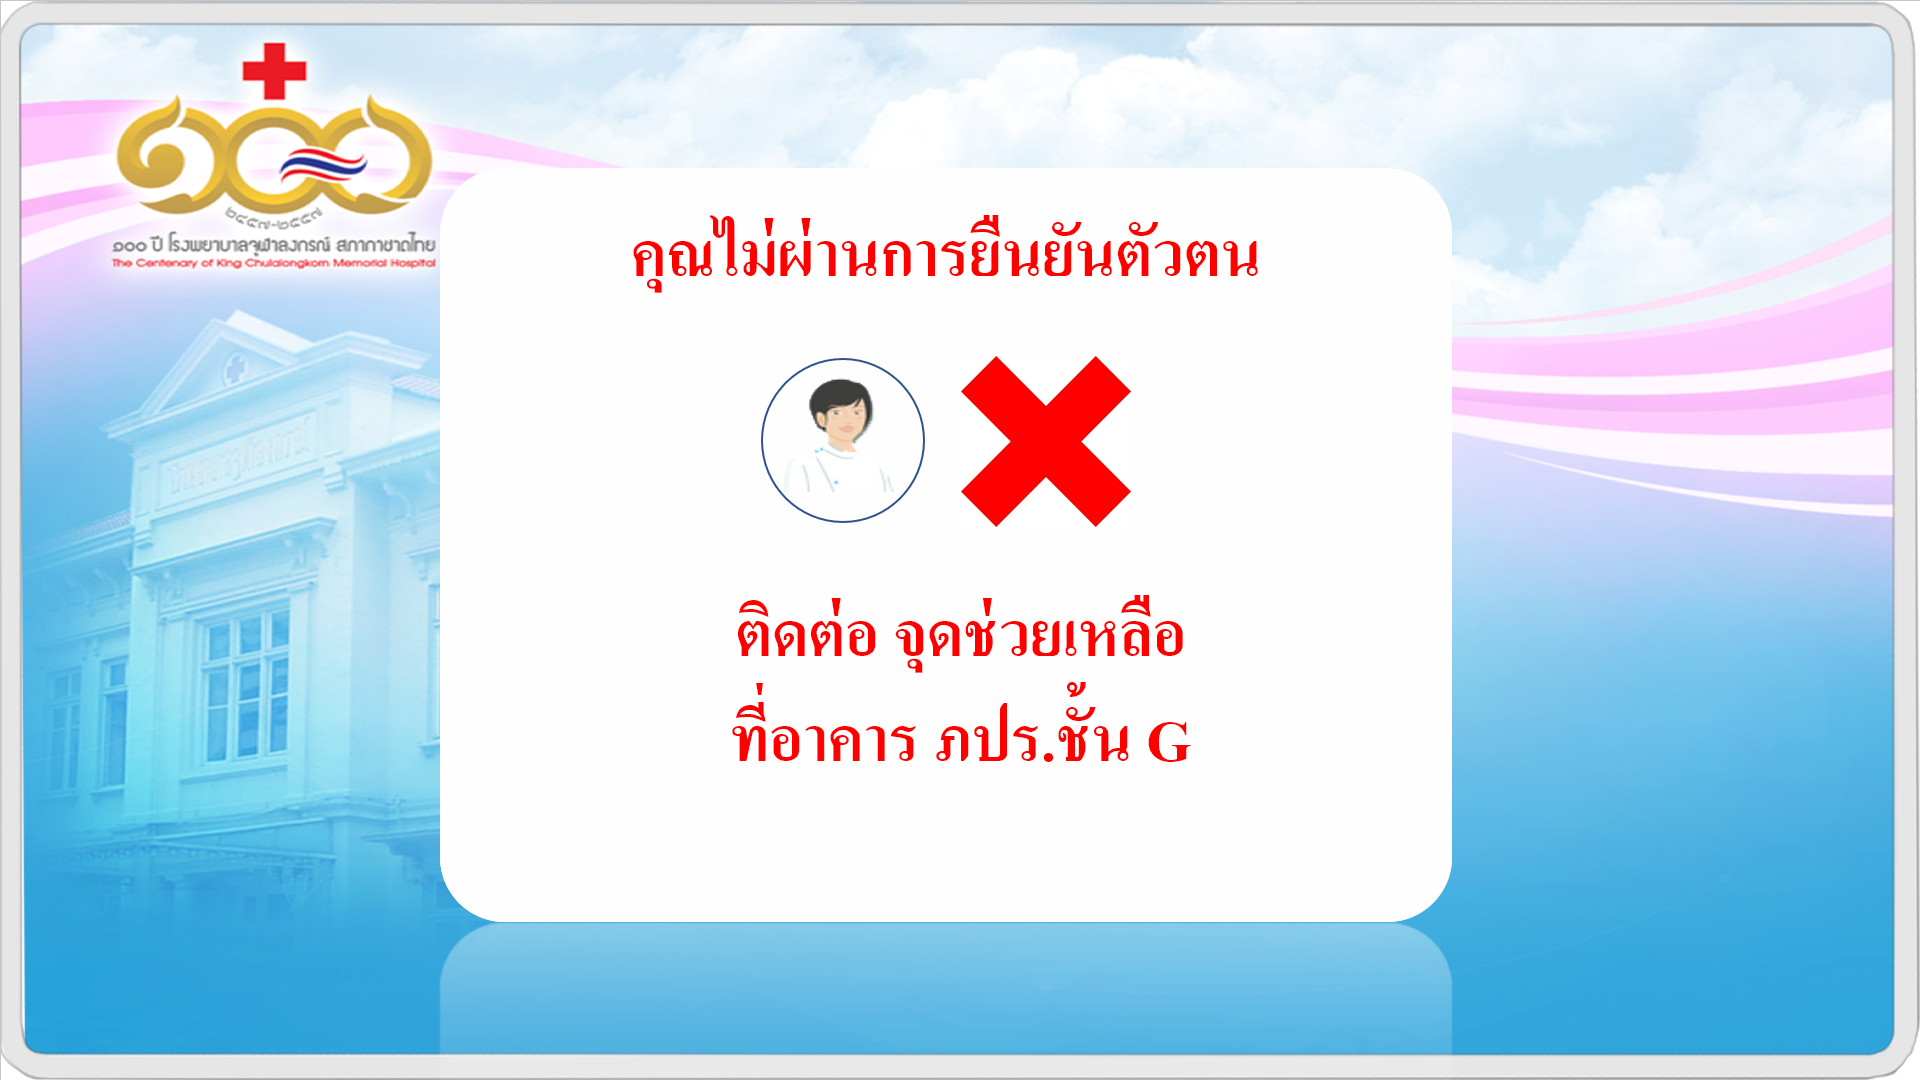 ๑๐๐
๒๔๕๗-๒๕๕๗
๑๐๐ ปี โรงพยาบาลจุฬาลงกรณ์ สภากาชาดไทย
The Centenary of King Chulalongkorn Memorial Hospital
คุณไม่ผ่านการยืนยันตัวตน
ติดต่อ จุดช่วยเหลือ
ที่อาคาร ภปร.ชั้น G